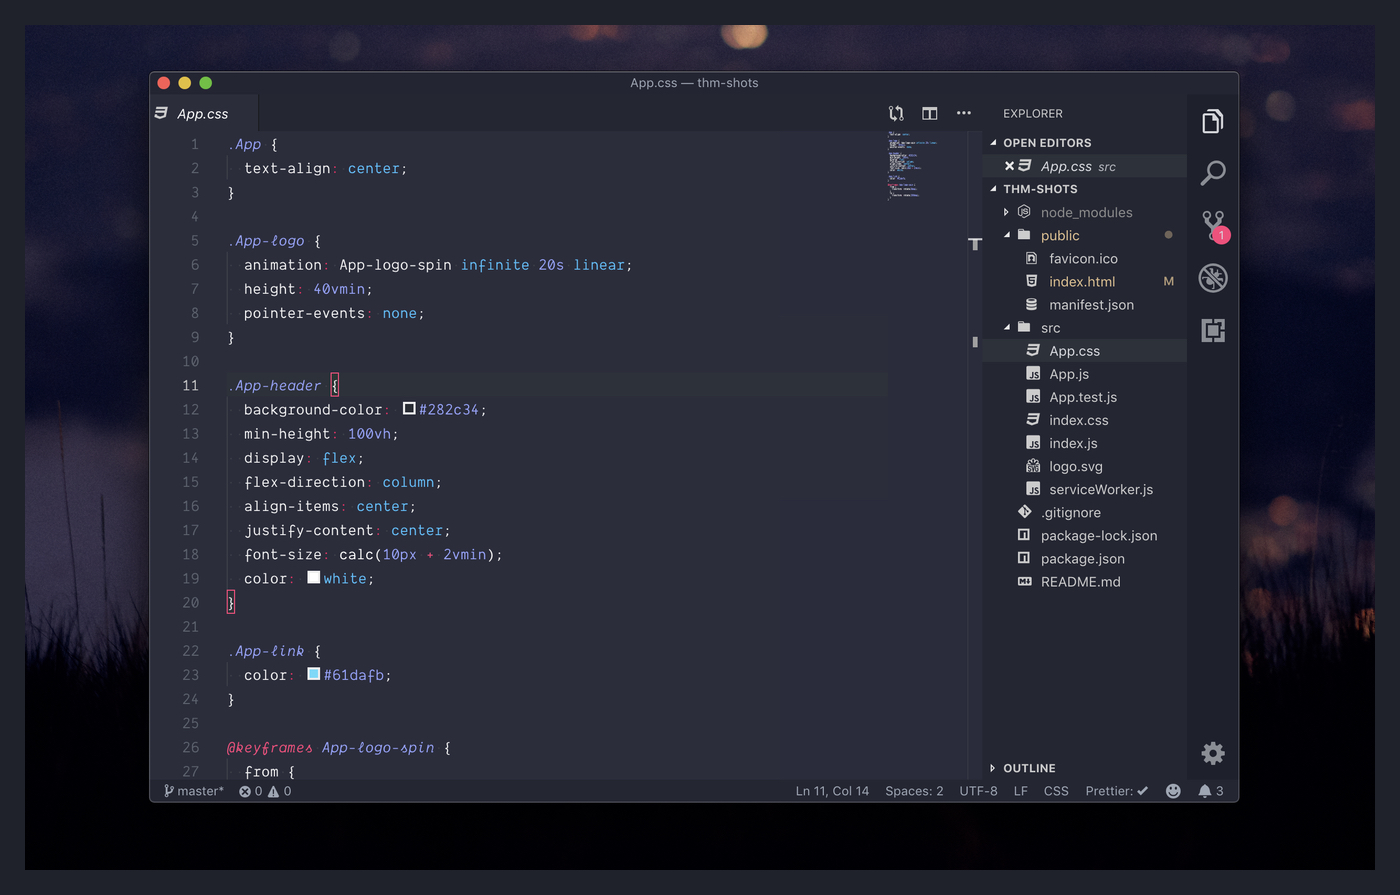 App.css — thm-shots
App.css
1 .App {
2 text-align: center;
3 }
4
5 .App-logo {
6 animation: App-logo-spin infinite 20s linear;
7 height: 40vmin;
8 pointer-events: none;
9 }
10
11 .App-header {
12 background-color: #282c34;
13 min-height: 100vh;
14 display: flex;
15 flex-direction: column;
16 align-items: center;
17 justify-content: center;
18 font-size: calc(10px + 2vmin);
19 color: white;
20 }
21
22 .App-link {
23 color: #61dafb;
24 }
25
26 @keyframes App-logo-spin {
27 from {
EXPLORER
OPEN EDITORS
App.css src
THM-SHOTS
node_modules
public
favicon.ico
index.html M
manifest.json
src
App.css
JS App.js
JS App.test.js
index.css
JS index.js
logo.svg
JS serviceWorker.js
.gitignore
package-lock.json
package.json
README.md
OUTLINE
1
master* 0 0 Ln 11, Col 14 Spaces: 2 UTF-8 LF CSS Prettier: ✓ 3